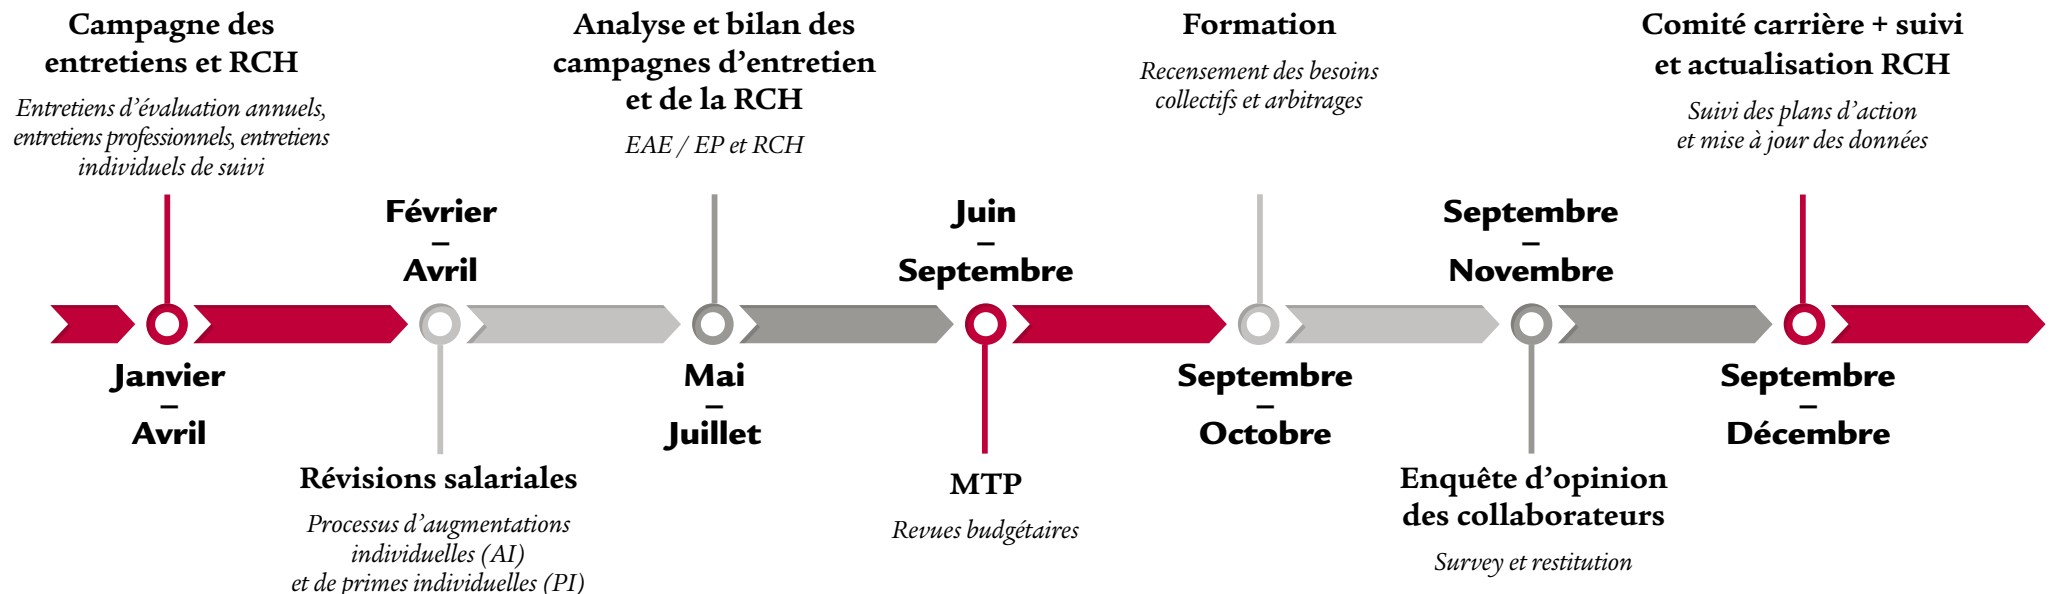 Campagne des
entretiens et RCH
Entretiens d’évaluation annuels,
entretiens professionnels, entretiens
individuels de suivi
Janvier
–
Avril
Février
–
Avril
Révisions salariales
Processus d’augmentations
individuelles (AI)
et de primes individuelles (PI)
Analyse et bilan des
campagnes d’entretien
et de la RCH
EAE / EP et RCH
Mai
–
Juillet
Juin
–
Septembre
MTP
Revues budgétaires
Formation
Recensement des besoins
collectifs et arbitrages
Septembre
–
Octobre
Septembre
–
Novembre
Enquête d’opinion
des collaborateurs
Survey et restitution
Comité carrière + suivi
et actualisation RCH
Suivi des plans d’action
et mise à jour des données
Septembre
–
Décembre